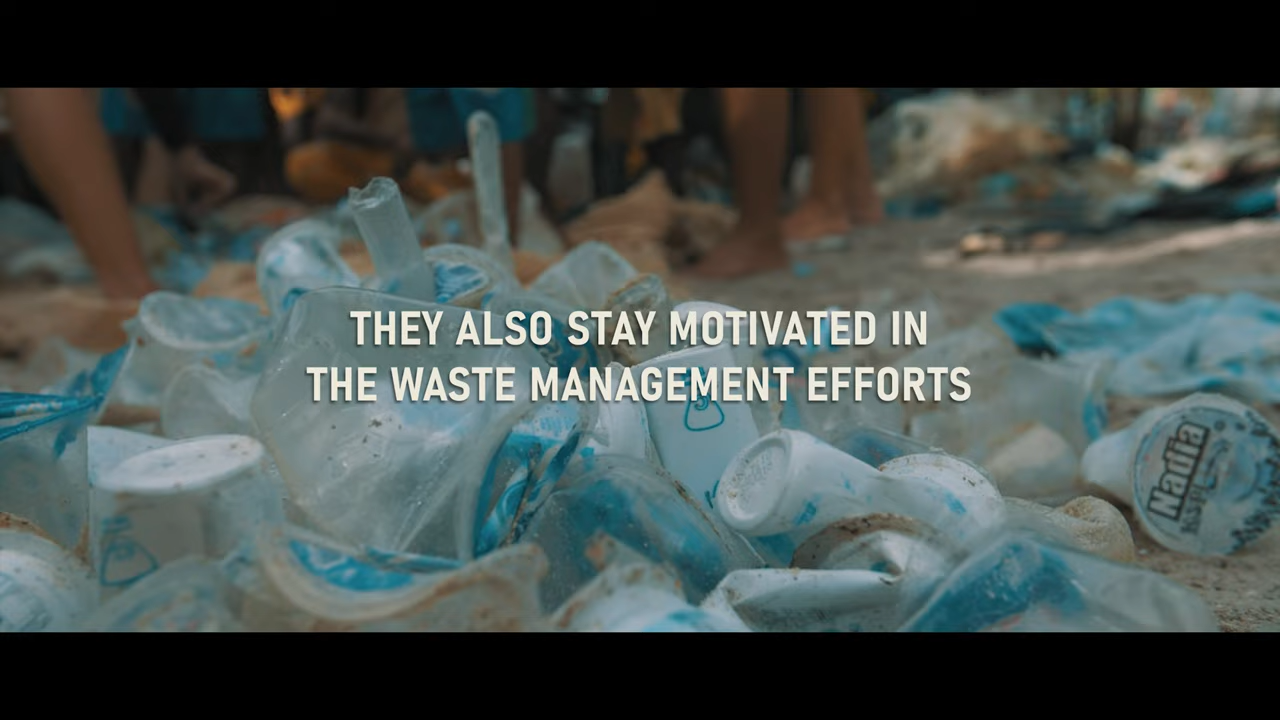 THEY ALSO STAY MOTIVATED IN
THE WASTE MANAGEMENT EFFORTS
Nadia